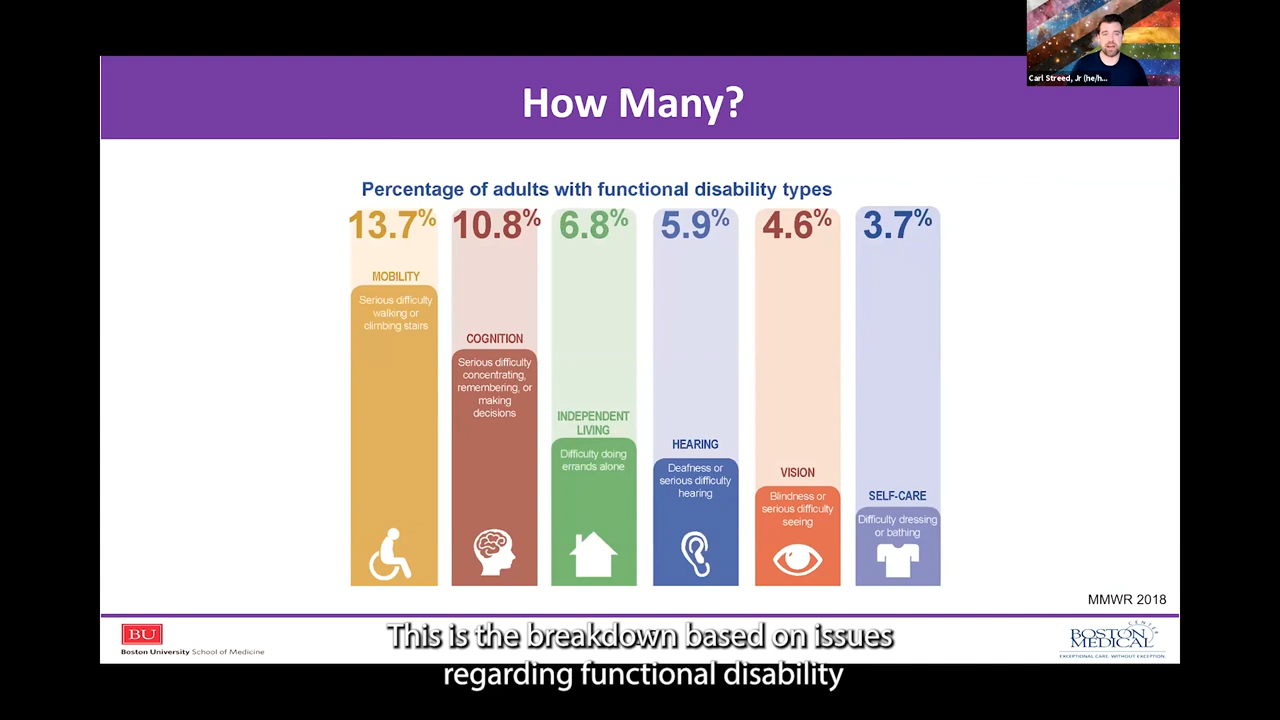 Carl Streed, Jr (he/h...
How Many?
Percentage of adults with functional disability types
13.7%
10.8%
6.8%
5.9%
4.6%
3.7%
MOBILITY
Serious difficulty
walking or
climbing stairs
COGNITION
Serious difficulty
concentrating,
remembering, or
making
decisions
INDEPENDENT
LIVING
Difficulty doing
errands alone
HEARING
Deafness or
serious difficulty
hearing
VISION
Blindness or
serious difficulty
seeing
SELF-CARE
Difficulty dressing
or bathing
MMWR 2018
BU
Boston University School of Medicine
BOSTON
MEDICAL
CENTER
EXCEPTIONAL CARE. WITHOUT EXCEPTION.
This is the breakdown based on issues
regarding functional disability